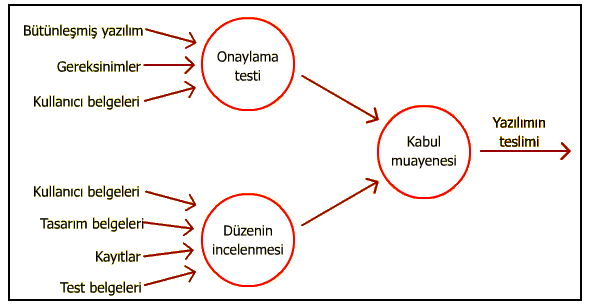 Bütünleşmiş yazılım
Gereksinimler
Kullanıcı belgeleri
Onaylama
testi
Kabul
muayenesi
Yazılımın
teslimi
Kullanıcı belgeleri
Tasarım belgeleri
Kayıtlar
Test belgeleri
Düzenin
incelenmesi